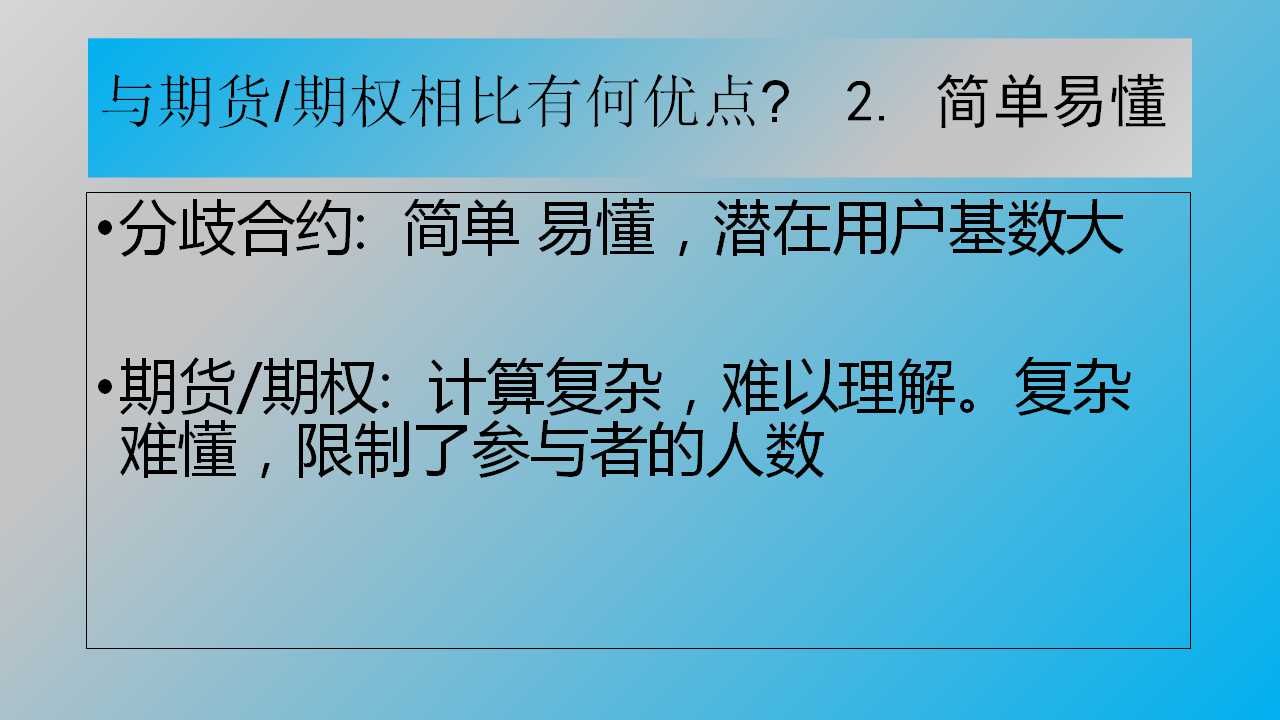 与期货/期权相比有何优点? 2. 简单易懂
•分歧合约: 简单 易懂，潜在用户基数大
•期货/期权: 计算复杂，难以理解。复杂
难懂，限制了参与者的人数